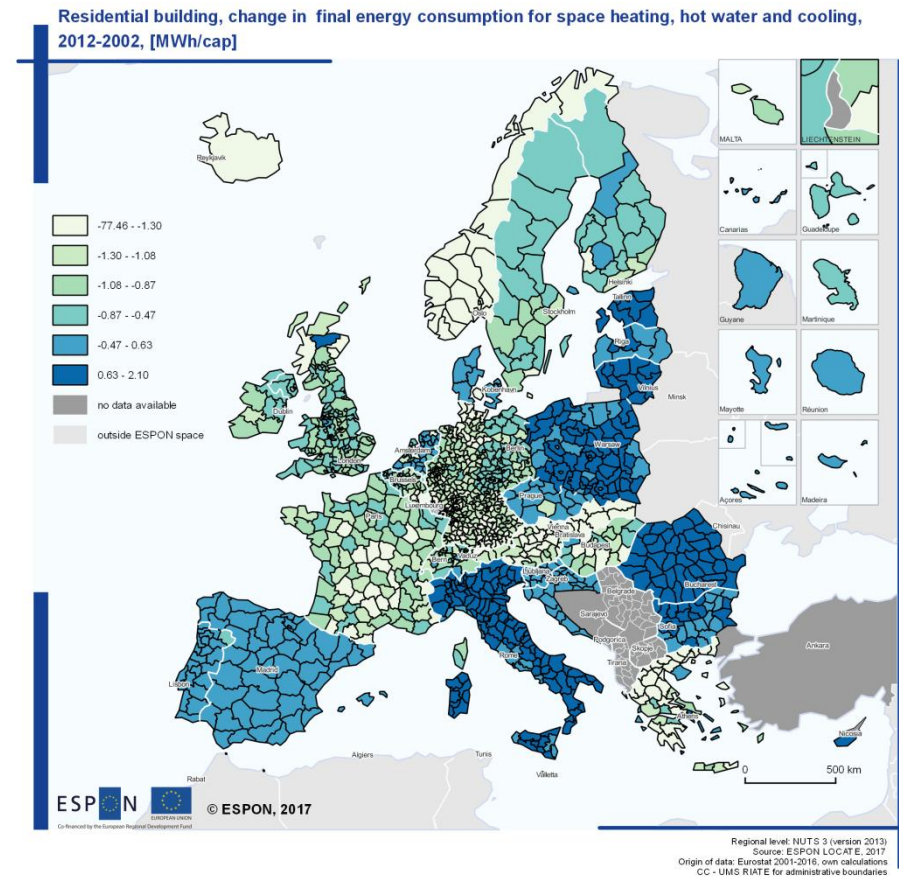 Residential building, change in final energy consumption for space heating, hot water and cooling,
2012-2002, [MWh/cap]
-77.46 - -1.30
-1.30 - -1.08
-1.08 - -0.87
-0.87 - -0.47
-0.47 - 0.63
0.63 - 2.10
no data available
outside ESPON space
Reykjavik
Oslo
Stockholm
Helsinki
Tallinn
Riga
Vilnius
Minsk
København
Dublin
London
Amsterdam
Brussels
Luxembourg
Paris
Berlin
Warsaw
Prague
Vienna
Bratislava
Budapest
Chisinau
Bern
Vaduz
Ljubljana
Zagreb
Belgrade
Bucharest
Sarajevo
Sofia
Podgorica
Skopje
Tirana
Rome
Madrid
Lisbon
Athens
Ankara
Nicosia
Algiers
Tunis
Rabat
Valletta
MALTA
LIECHTENSTEIN
Canarias
Guadeloupe
Guyane
Martinique
Mayotte
Réunion
Açores
Madeira
0 500 km
ESPON
EUROPEAN UNION
Co-financed by the European Regional Development Fund
© ESPON, 2017
Regional level: NUTS 3 (version 2013)
Source: ESPON LOCATE, 2017
Origin of data: Eurostat 2001-2016, own calculations
CC - UMS RIATE for administrative boundaries